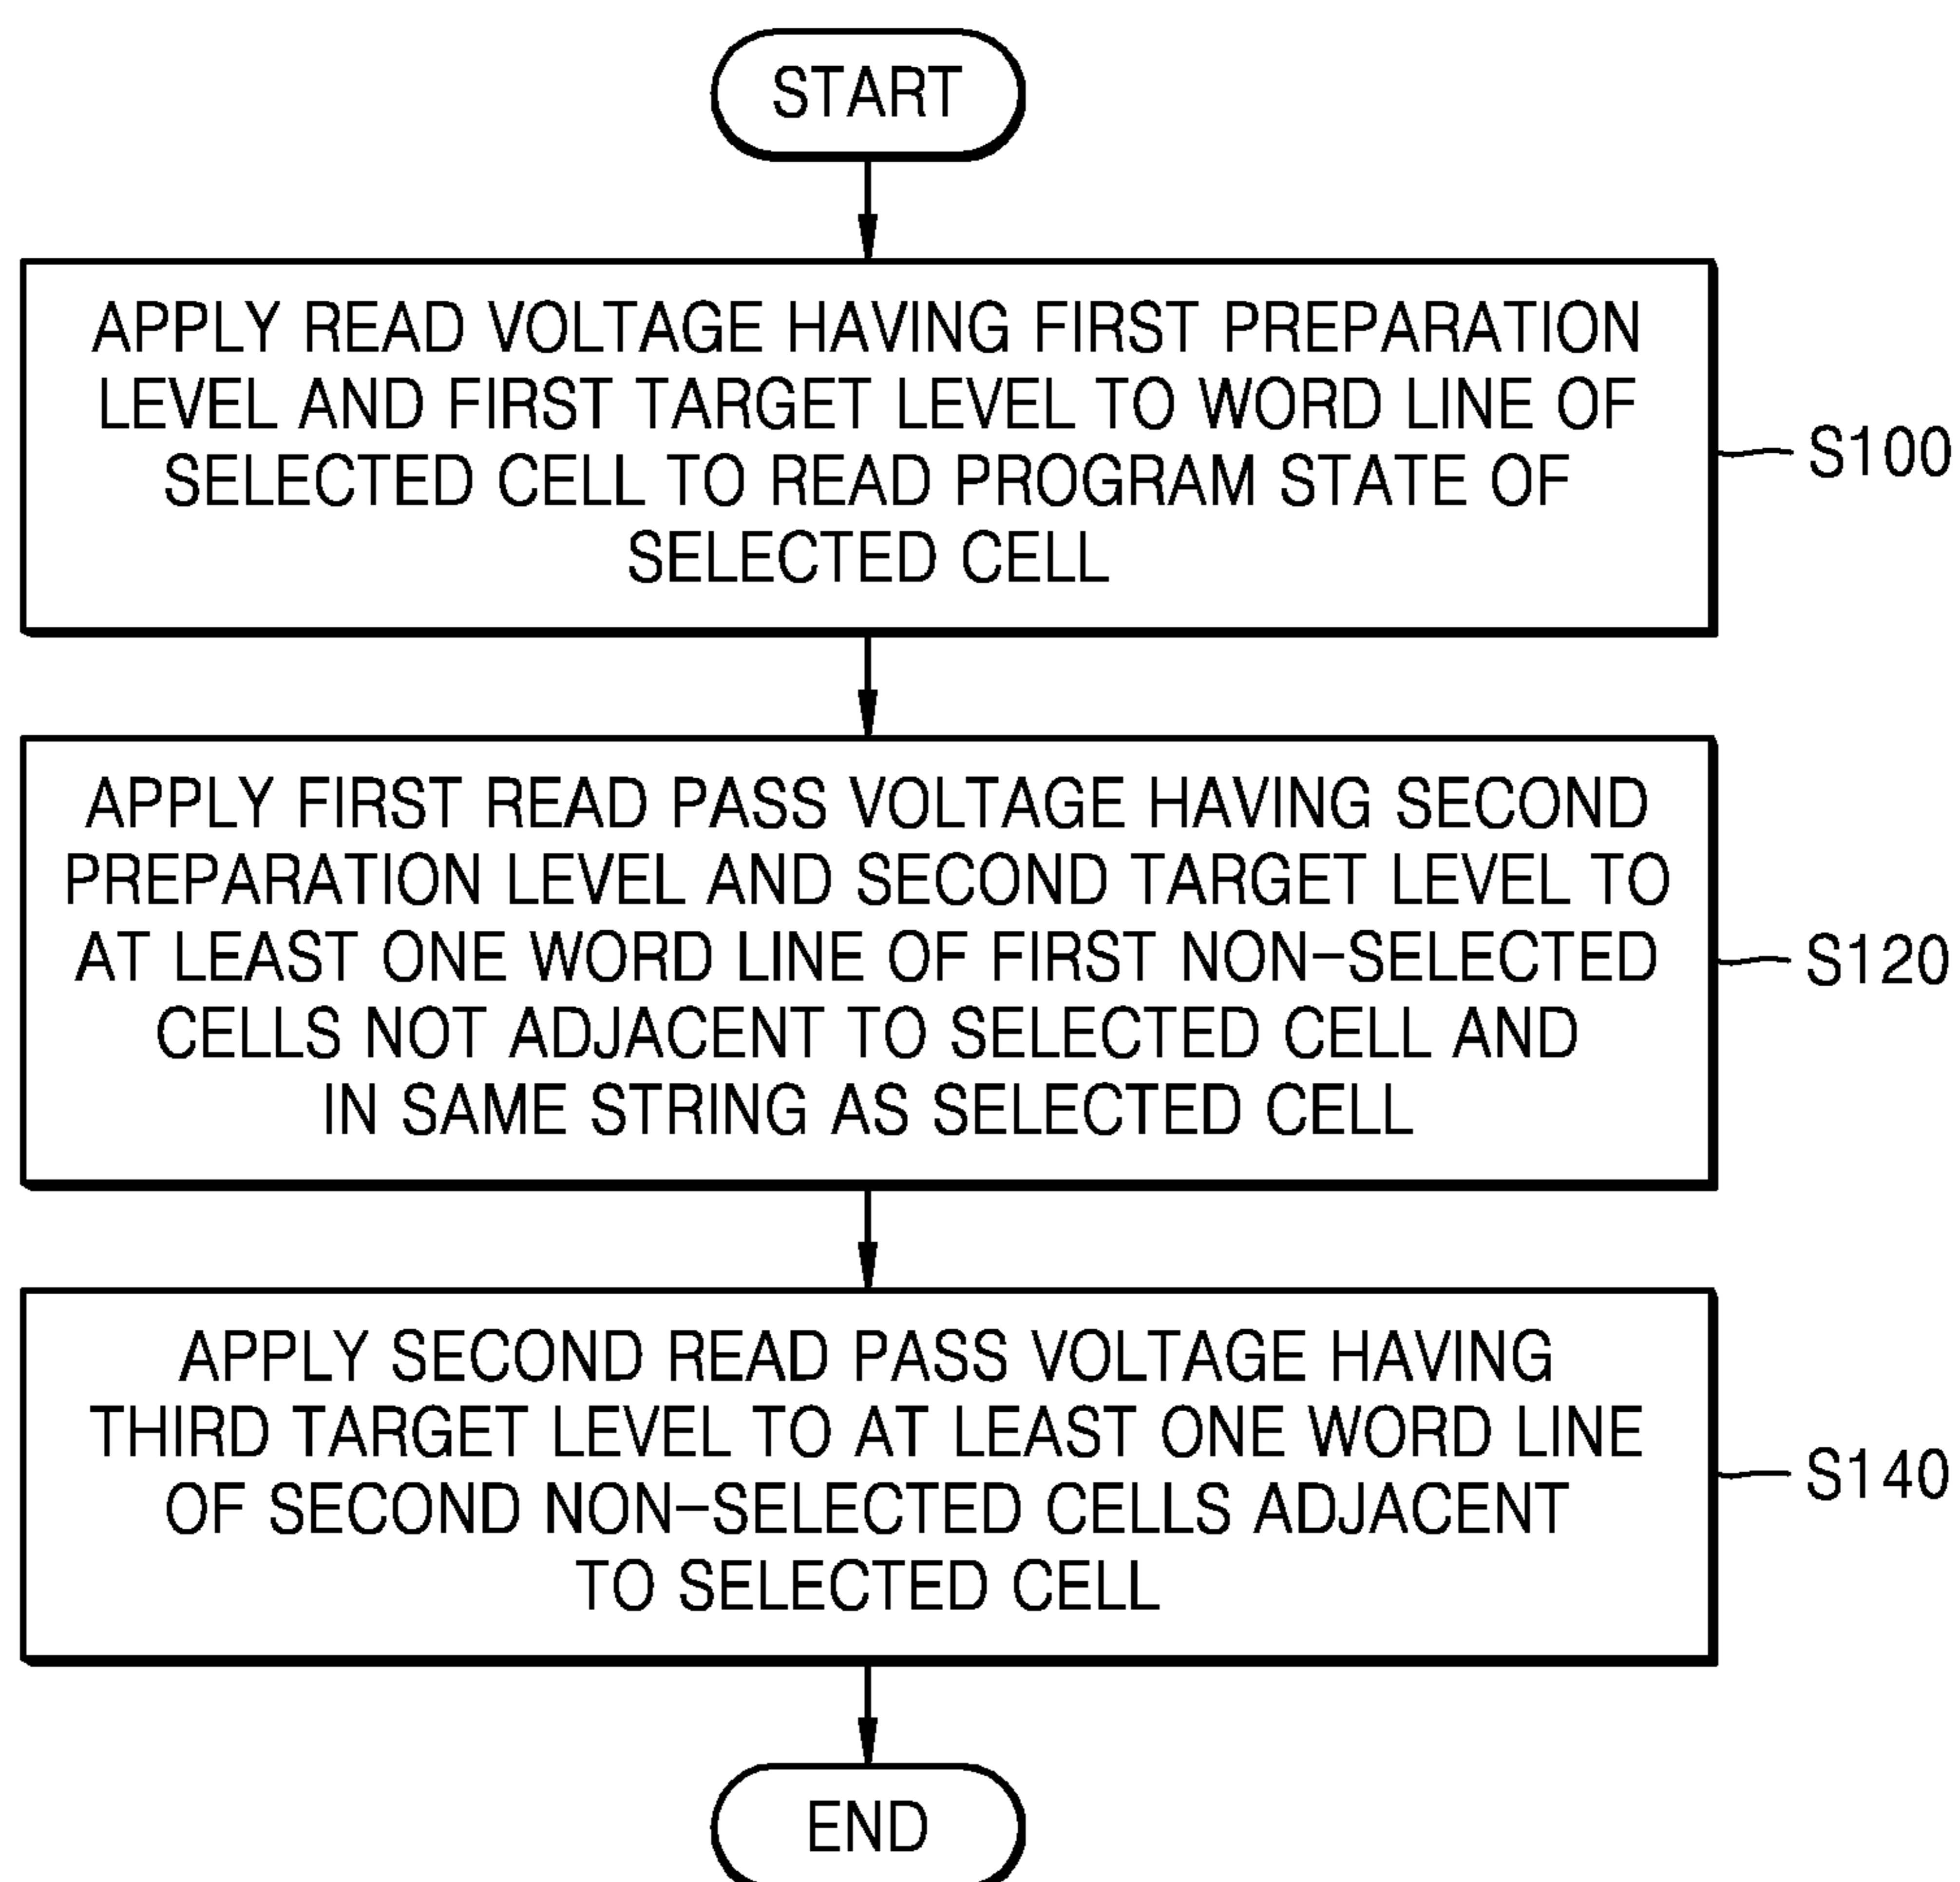 START
APPLY READ VOLTAGE HAVING FIRST PREPARATION
LEVEL AND FIRST TARGET LEVEL TO WORD LINE OF
SELECTED CELL TO READ PROGRAM STATE OF
SELECTED CELL
S100
APPLY FIRST READ PASS VOLTAGE HAVING SECOND
PREPARATION LEVEL AND SECOND TARGET LEVEL TO
AT LEAST ONE WORD LINE OF FIRST NON-SELECTED
CELLS NOT ADJACENT TO SELECTED CELL AND
IN SAME STRING AS SELECTED CELL
S120
APPLY SECOND READ PASS VOLTAGE HAVING
THIRD TARGET LEVEL TO AT LEAST ONE WORD LINE
OF SECOND NON-SELECTED CELLS ADJACENT
TO SELECTED CELL
S140
END